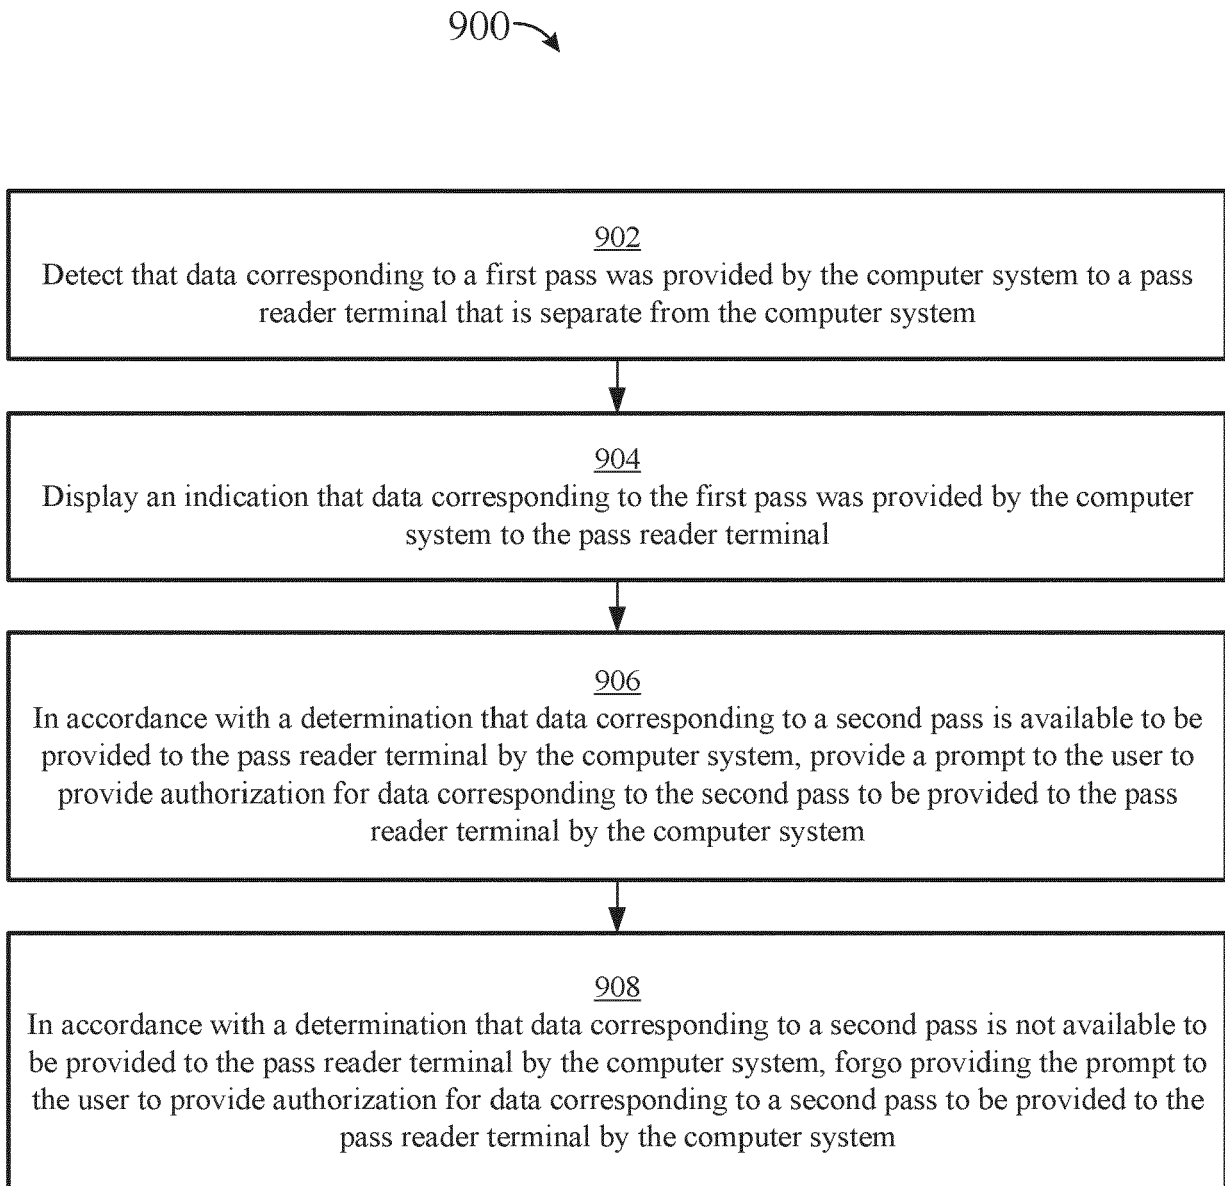 900
902
Detect that data corresponding to a first pass was provided by the computer system to a pass
reader terminal that is separate from the computer system
904
Display an indication that data corresponding to the first pass was provided by the computer
system to the pass reader terminal
906
In accordance with a determination that data corresponding to a second pass is available to be
provided to the pass reader terminal by the computer system, provide a prompt to the user to
provide authorization for data corresponding to the second pass to be provided to the pass
reader terminal by the computer system
908
In accordance with a determination that data corresponding to a second pass is not available to
be provided to the pass reader terminal by the computer system, forgo providing the prompt to
the user to provide authorization for data corresponding to a second pass to be provided to the
pass reader terminal by the computer system